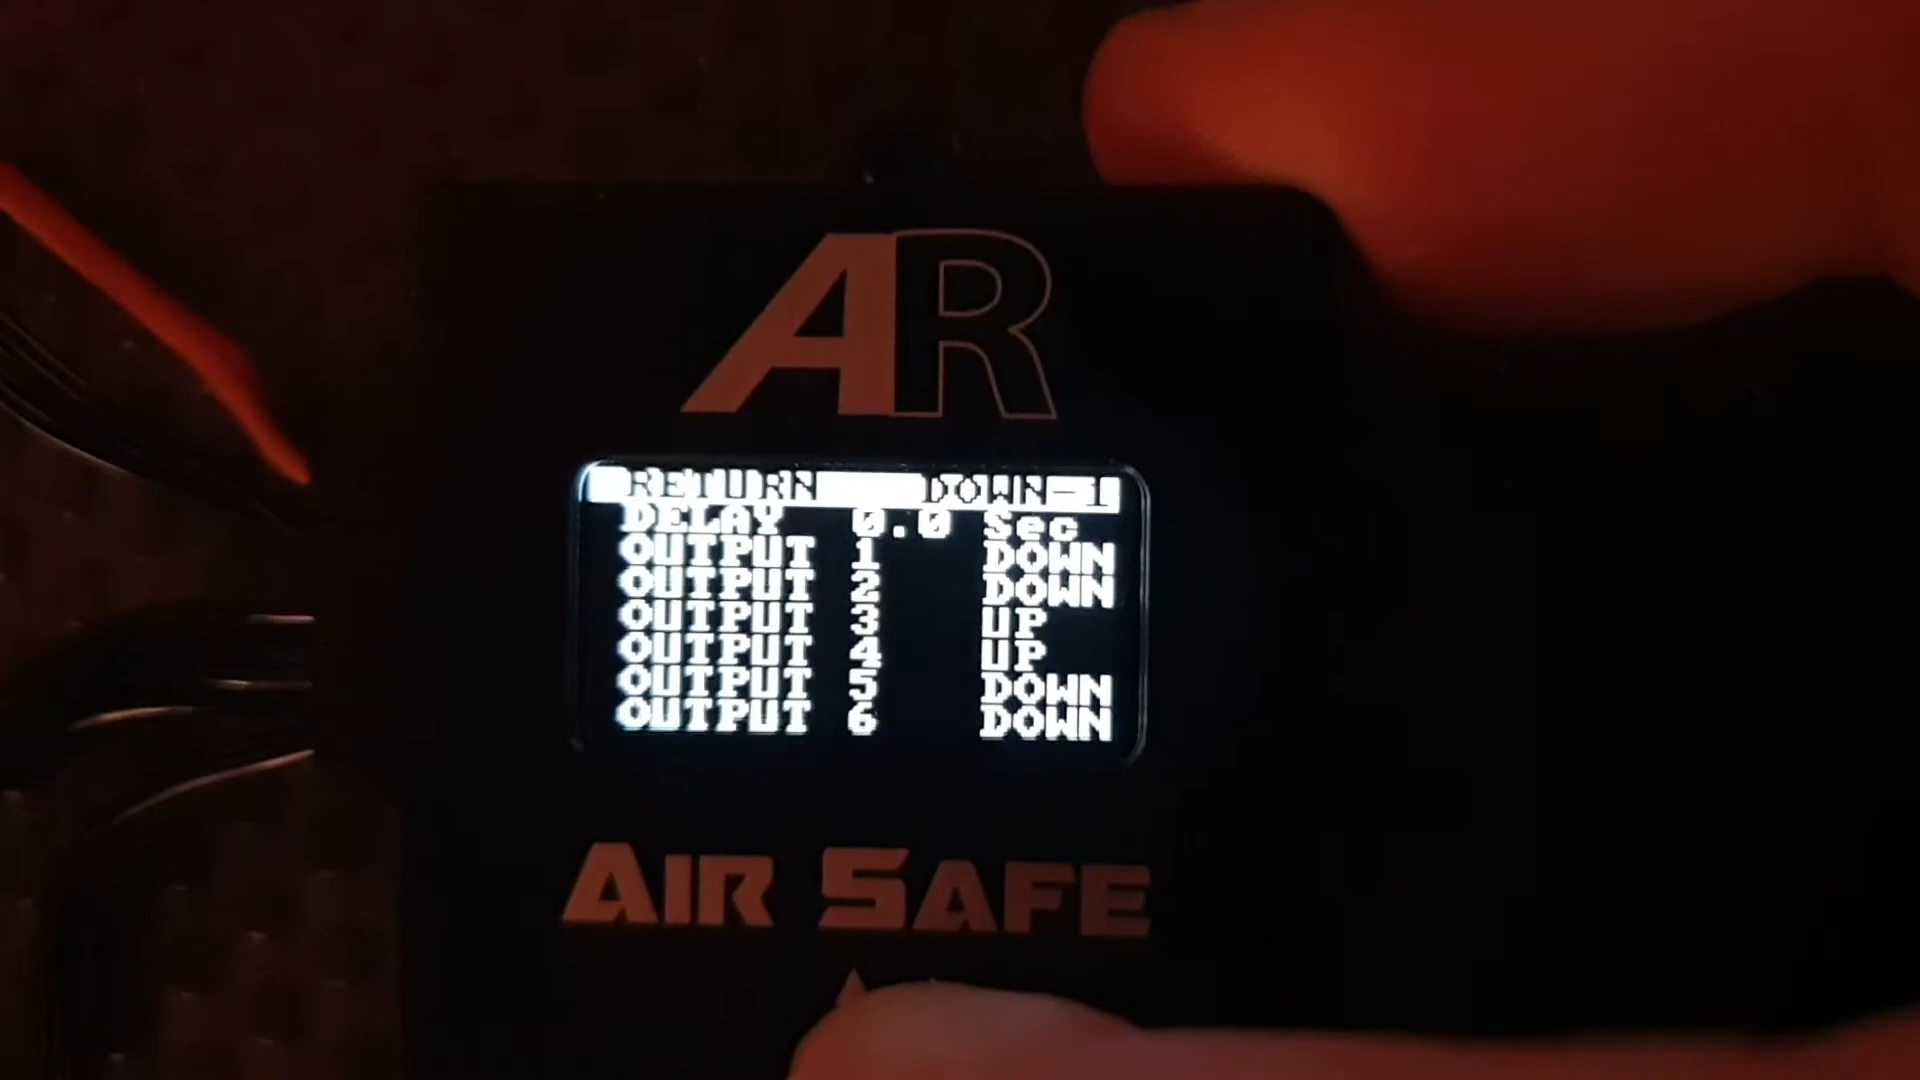 AR
RETURN DOWN-1
DELAY 0.0 Sec
OUTPUT 1 DOWN
OUTPUT 2 DOWN
OUTPUT 3 UP
OUTPUT 4 UP
OUTPUT 5 DOWN
OUTPUT 6 DOWN
AIR SAFE